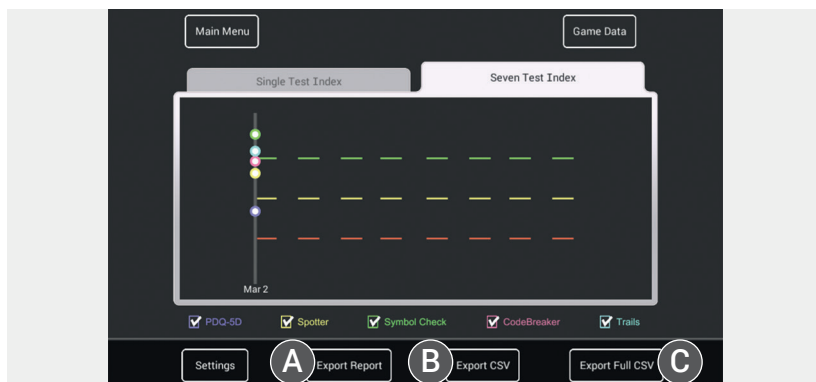 Main Menu
Game Data
Single Test Index
Seven Test Index
Mar 2
PDQ-5D
Spotter
Symbol Check
CodeBreaker
Trails
Settings
A
Export Report
B
Export CSV
Export Full CSV
C